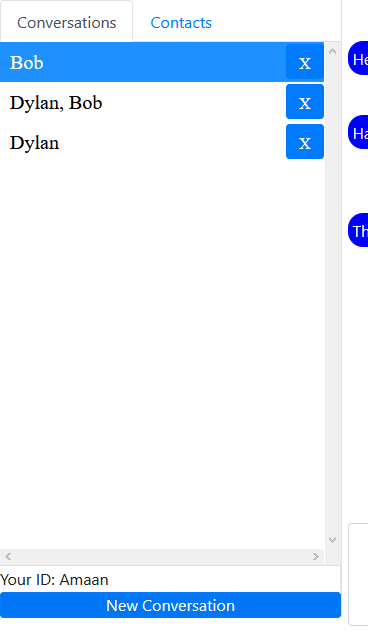 Conversations Contacts
Bob x
Dylan, Bob x
Dylan x
He
Ha
Th
Your ID: Amaan
New Conversation